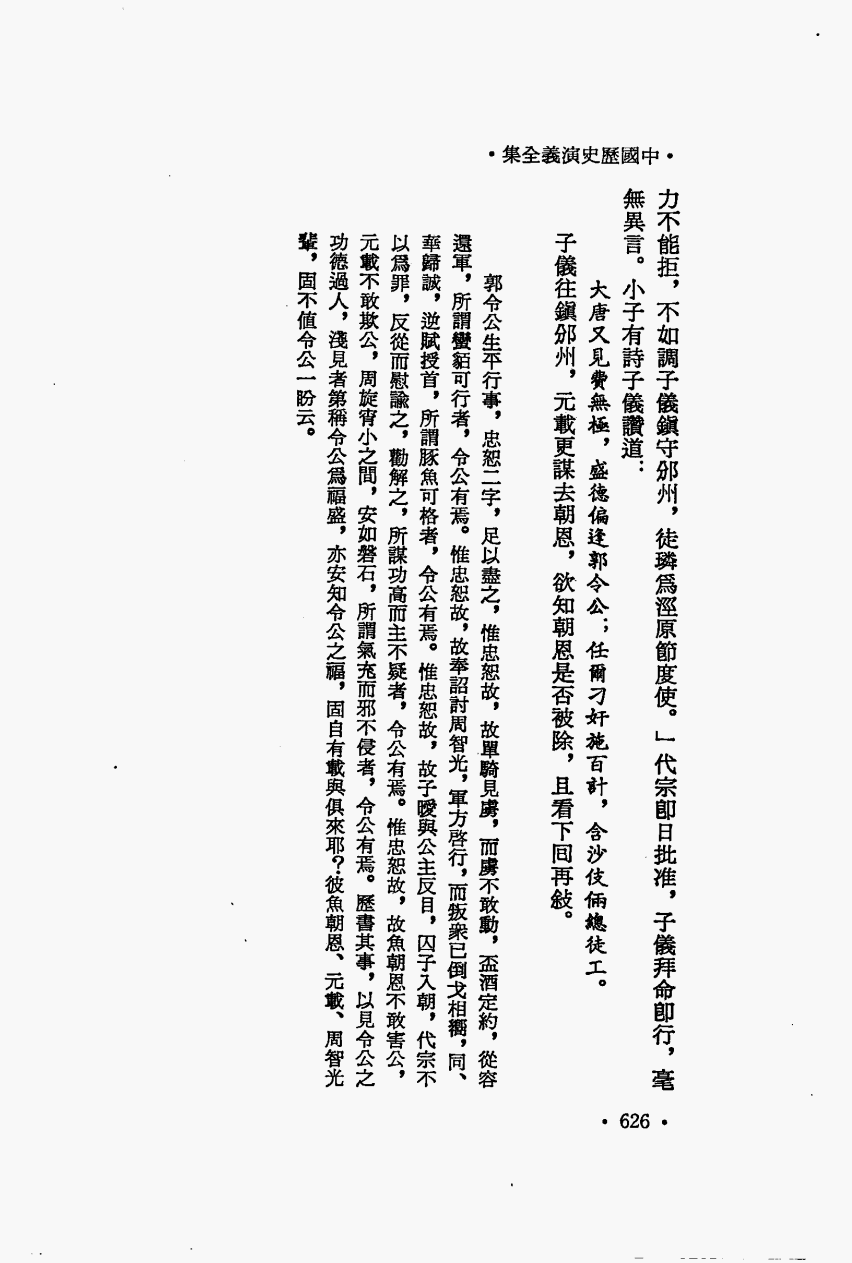 ·中國歷史演義全集·
力不能拒，不如調子儀鎮守邠州，徙璘爲涇原節度使。」代宗卽日批准，子儀拜命卽行，毫
無異言。小子有詩子儀讚道：
大唐又見費無極，盛德偏逢郭令公；任爾刁奸施百計，含沙伎倆總徒工。
子儀往鎮邠州，元載更謀去朝恩，欲知朝恩是否被除，且看下回再敍。
郭令公生平行事，忠恕二字，足以盡之，惟忠恕故，故單騎見虜，而虜不敢動，盃酒定約，從容
還軍，所謂蠻貊可行者，令公有焉。惟忠恕故，故奉詔討周智光，軍方啓行，而叛衆已倒戈相嚮，同、
華歸誠，逆賊授首，所謂豚魚可格者，令公有焉。惟忠恕故，故子曖與公主反目，囚子入朝，代宗不
以爲罪，反從而慰諭之，勸解之，所謀功高而主不疑者，令公有焉。惟忠恕故，故魚朝恩不敢害公，
元載不敢欺公，周旋宵小之間，安如磐石，所謂氣充而邪不侵者，令公有焉。歷書其事，以見令公之
功德過人，淺見者第稱令公爲福盛，亦安知令公之福，固自有載與俱來耶？彼魚朝恩、元載、周智光
輩，固不值令公一盼云。
·626·